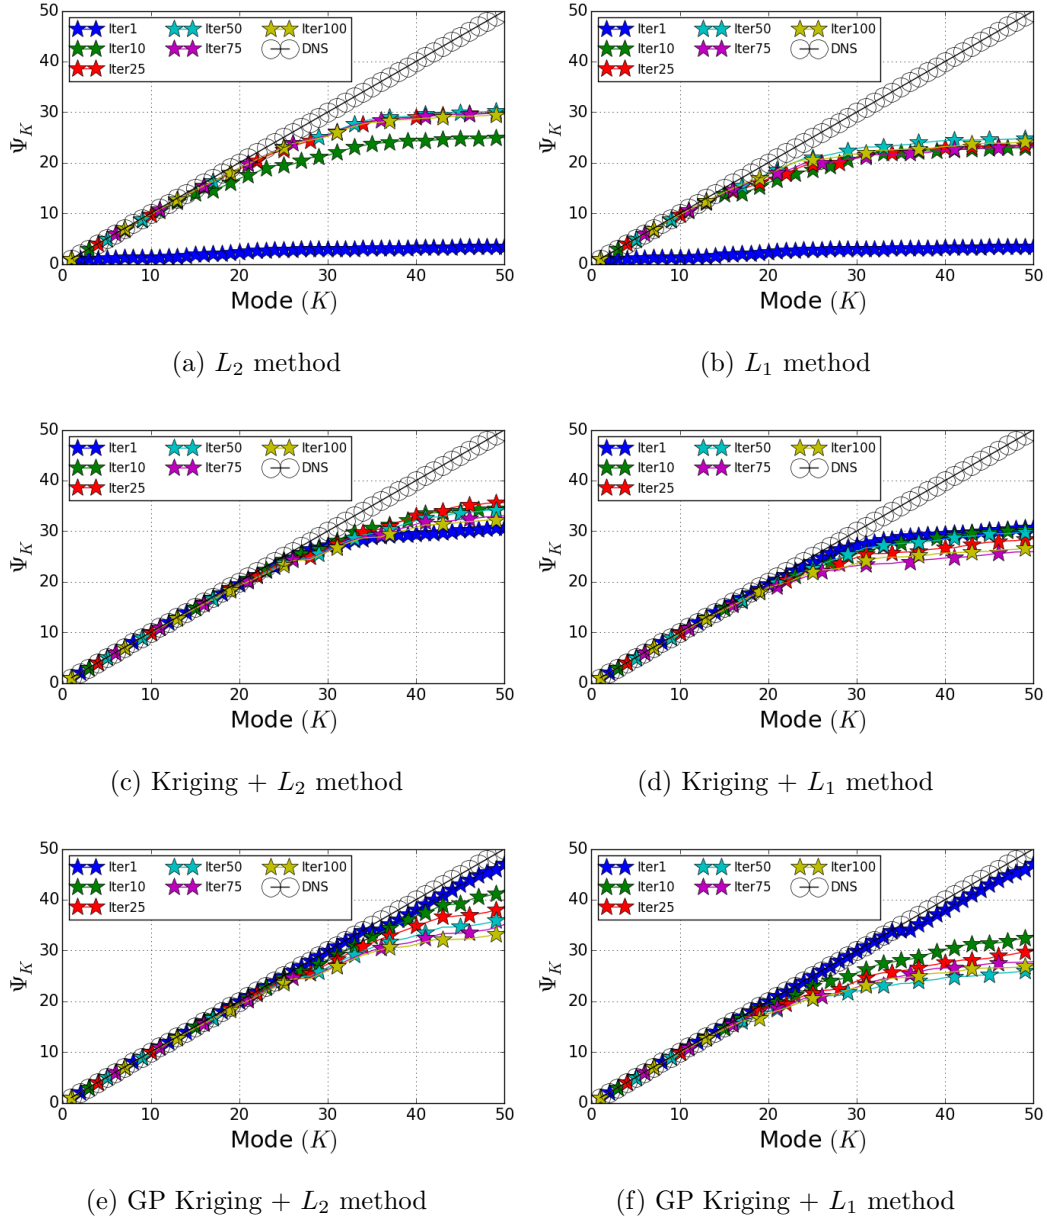 50
40
30
20
10
0
0 10 20 30 40 50
Ψ_K
Mode (K)
Iter1 Iter50 Iter100
Iter10 Iter75 DNS
Iter25
(a) L₂ method
50
40
30
20
10
0
0 10 20 30 40 50
Ψ_K
Mode (K)
Iter1 Iter50 Iter100
Iter10 Iter75 DNS
Iter25
(b) L₁ method
50
40
30
20
10
0
0 10 20 30 40 50
Ψ_K
Mode (K)
Iter1 Iter50 Iter100
Iter10 Iter75 DNS
Iter25
(c) Kriging + L₂ method
50
40
30
20
10
0
0 10 20 30 40 50
Ψ_K
Mode (K)
Iter1 Iter50 Iter100
Iter10 Iter75 DNS
Iter25
(d) Kriging + L₁ method
50
40
30
20
10
0
0 10 20 30 40 50
Ψ_K
Mode (K)
Iter1 Iter50 Iter100
Iter10 Iter75 DNS
Iter25
(e) GP Kriging + L₂ method
50
40
30
20
10
0
0 10 20 30 40 50
Ψ_K
Mode (K)
Iter1 Iter50 Iter100
Iter10 Iter75 DNS
Iter25
(f) GP Kriging + L₁ method